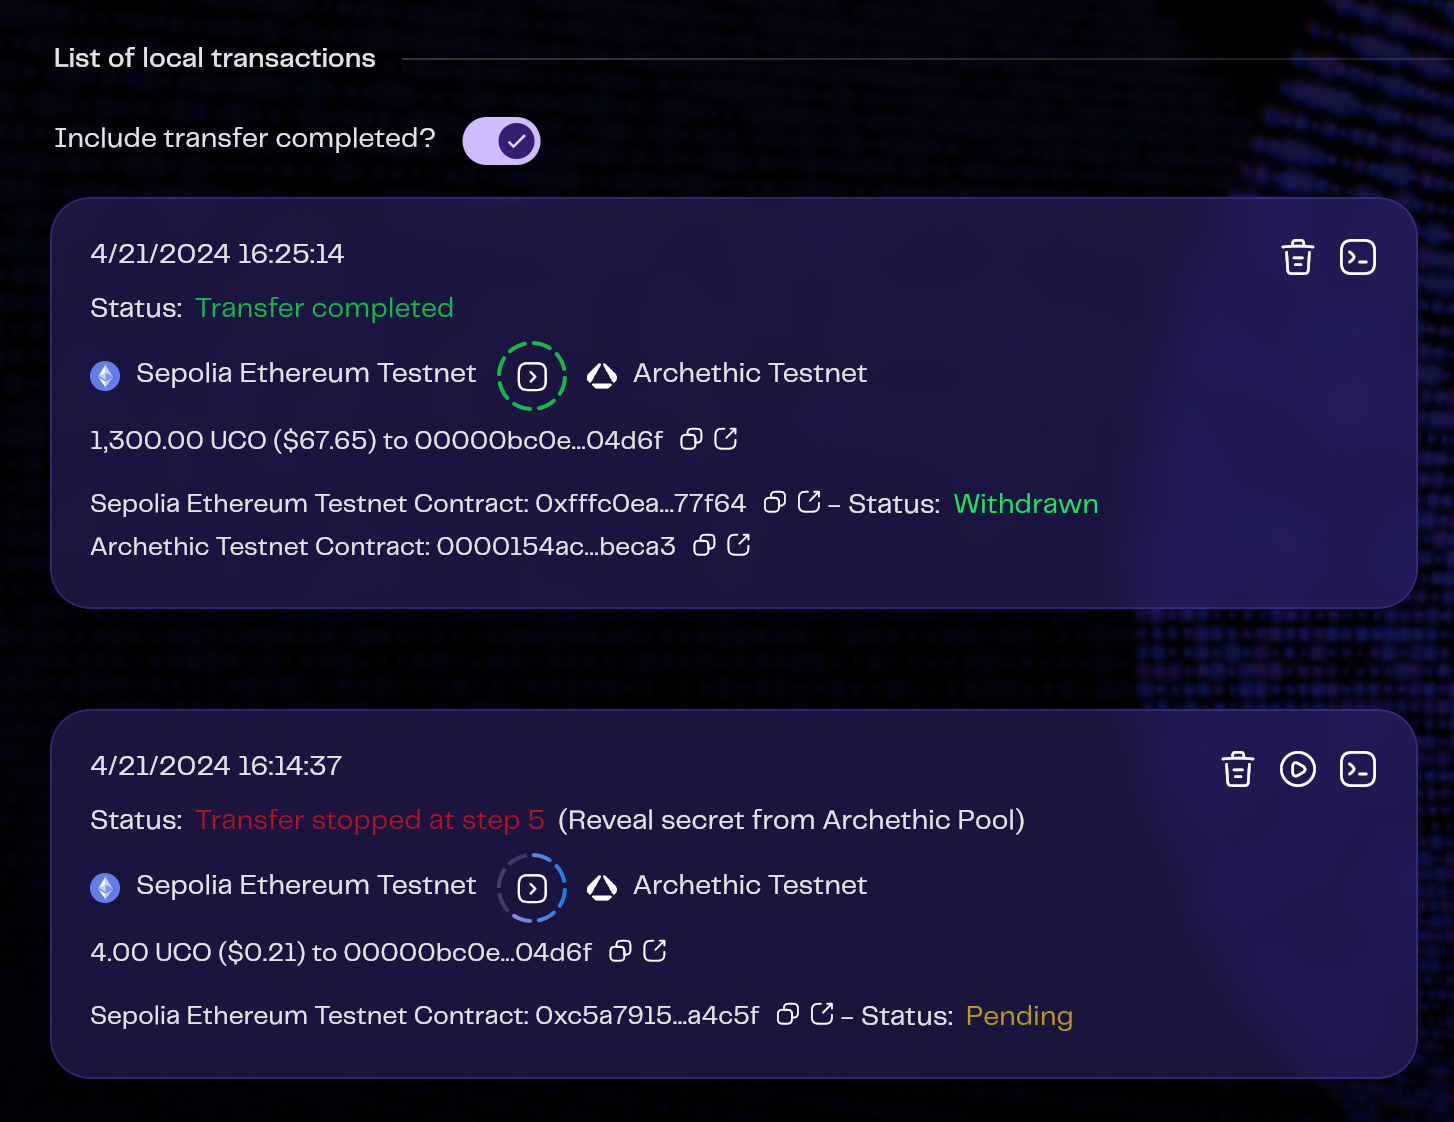 List of local transactions
Include transfer completed?
4/21/2024 16:25:14
Status: Transfer completed
Sepolia Ethereum Testnet Archethic Testnet
1,300.00 UCO ($67.65) to 00000bc0e...04d6f
Sepolia Ethereum Testnet Contract: 0xfffc0ea...77f64 – Status: Withdrawn
Archethic Testnet Contract: 0000154ac...beca3
4/21/2024 16:14:37
Status: Transfer stopped at step 5 (Reveal secret from Archethic Pool)
Sepolia Ethereum Testnet Archethic Testnet
4.00 UCO ($0.21) to 00000bc0e...04d6f
Sepolia Ethereum Testnet Contract: 0xc5a7915...a4c5f – Status: Pending